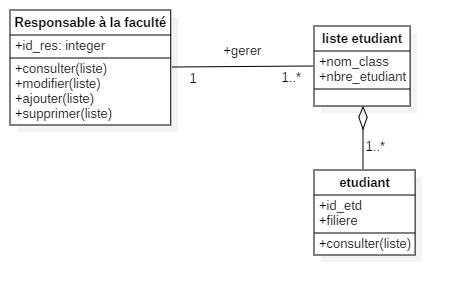 Responsable à la faculté
+id_res: integer
+consulter(liste)
+modifier(liste)
+ajouter(liste)
+supprimer(liste)
+gerer
1
1..*
liste etudiant
+nom_class
+nbre_etudiant
1..*
etudiant
+id_etd
+filiere
+consulter(liste)